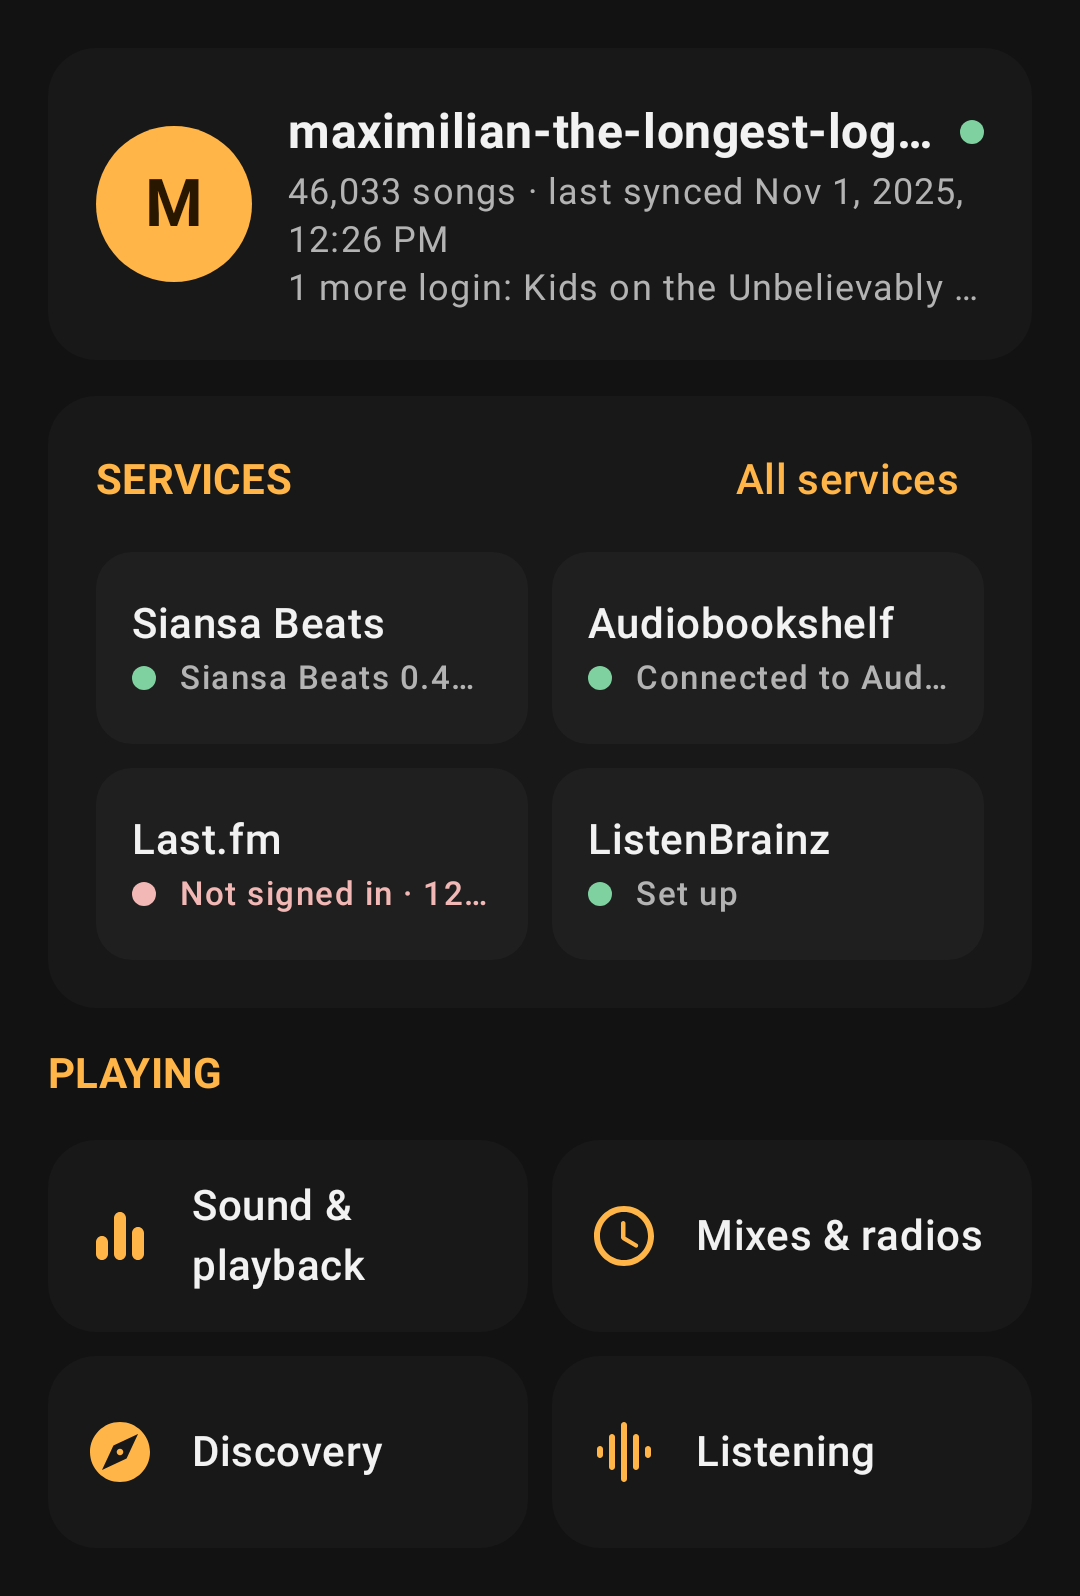 maximilian-the-longest-log…
M
46,033 songs · last synced Nov 1, 2025,
12:26 PM
1 more login: Kids on the Unbelievably …
SERVICES
All services
Siansa Beats
Siansa Beats 0.4…
Audiobookshelf
Connected to Aud…
Last.fm
Not signed in · 12…
ListenBrainz
Set up
PLAYING
Sound &
playback
Mixes & radios
Discovery
Listening